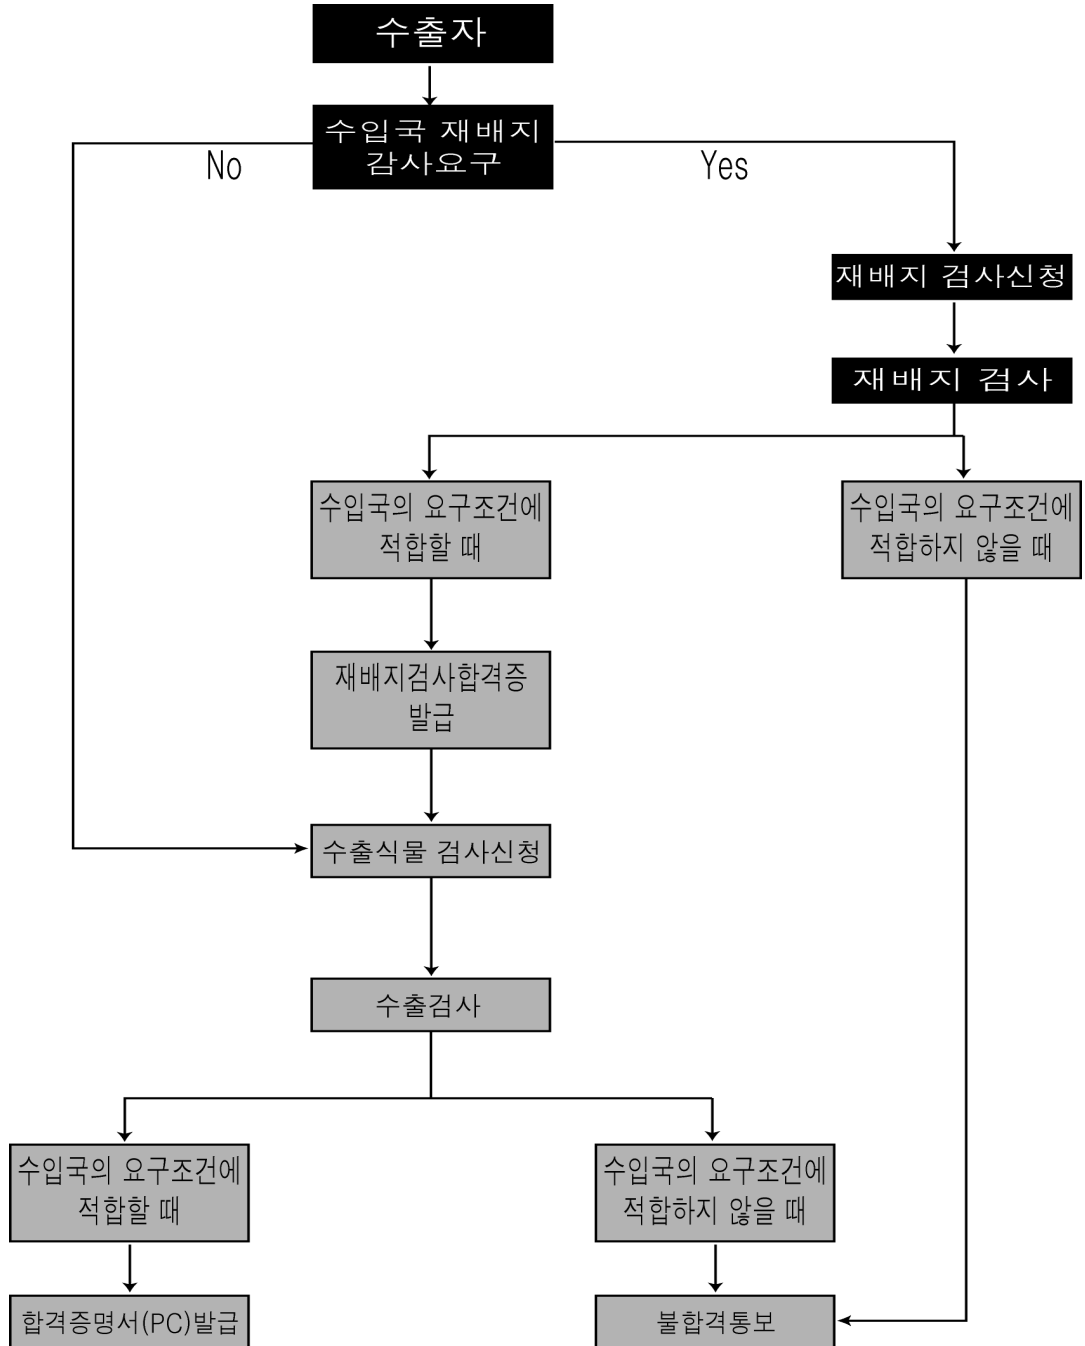 수출자
수입국 재배지
감사요구
No
Yes
재배지 검사신청
재배지 검사
수입국의 요구조건에
적합할 때
수입국의 요구조건에
적합하지 않을 때
재배지검사합격증
발급
수출식물 검사신청
수출검사
수입국의 요구조건에
적합할 때
수입국의 요구조건에
적합하지 않을 때
합격증명서(PC)발급
불합격통보